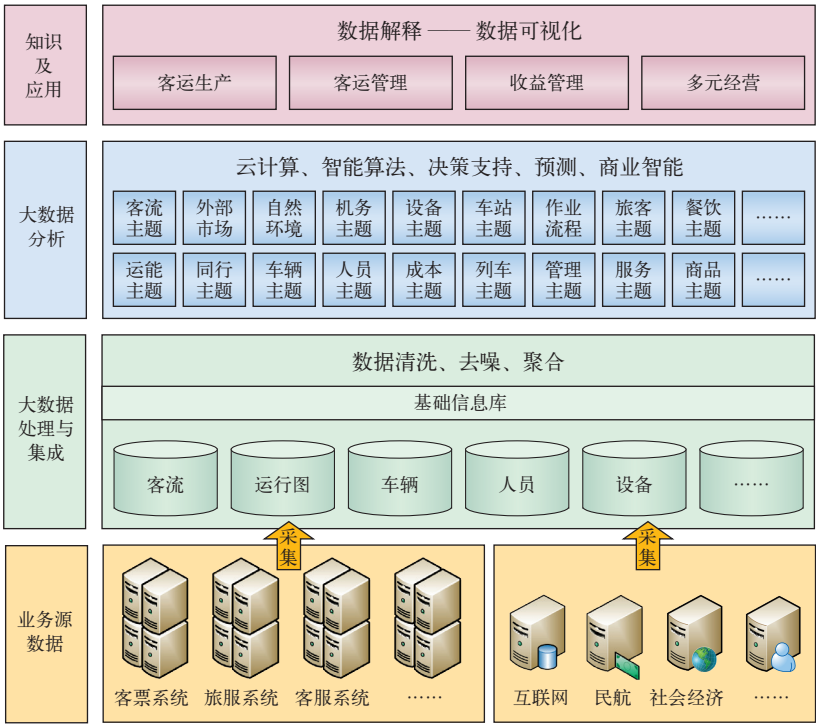 知识
及
应用
数据解释 —— 数据可视化
客运生产
客运管理
收益管理
多元经营
大数据
分析
云计算、智能算法、决策支持、预测、商业智能
客流
主题
外部
市场
自然
环境
机务
主题
设备
主题
车站
主题
作业
流程
旅客
主题
餐饮
主题
……
运能
主题
同行
主题
车辆
主题
人员
主题
成本
主题
列车
主题
管理
主题
服务
主题
商品
主题
……
大数据
处理与
集成
数据清洗、去噪、聚合
基础信息库
客流
运行图
车辆
人员
设备
……
采
集
采
集
业务源
数据
客票系统
旅服系统
客服系统
……
互联网
民航
社会经济
……